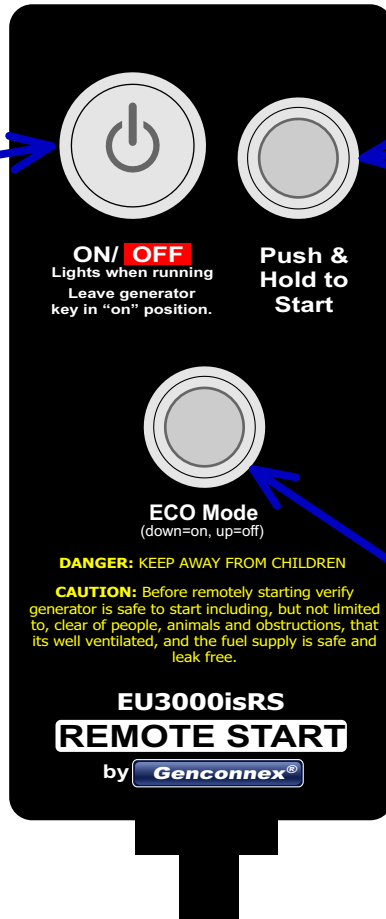 ON/ OFF
Lights when running
Leave generator
key in “on” position.
Push &
Hold to
Start
ECO Mode
(down=on, up=off)
DANGER: KEEP AWAY FROM CHILDREN
CAUTION: Before remotely starting verify
generator is safe to start including, but not limited
to, clear of people, animals and obstructions, that
its well ventilated, and the fuel supply is safe and
leak free.
EU3000isRS
REMOTE START
by Genconnex®